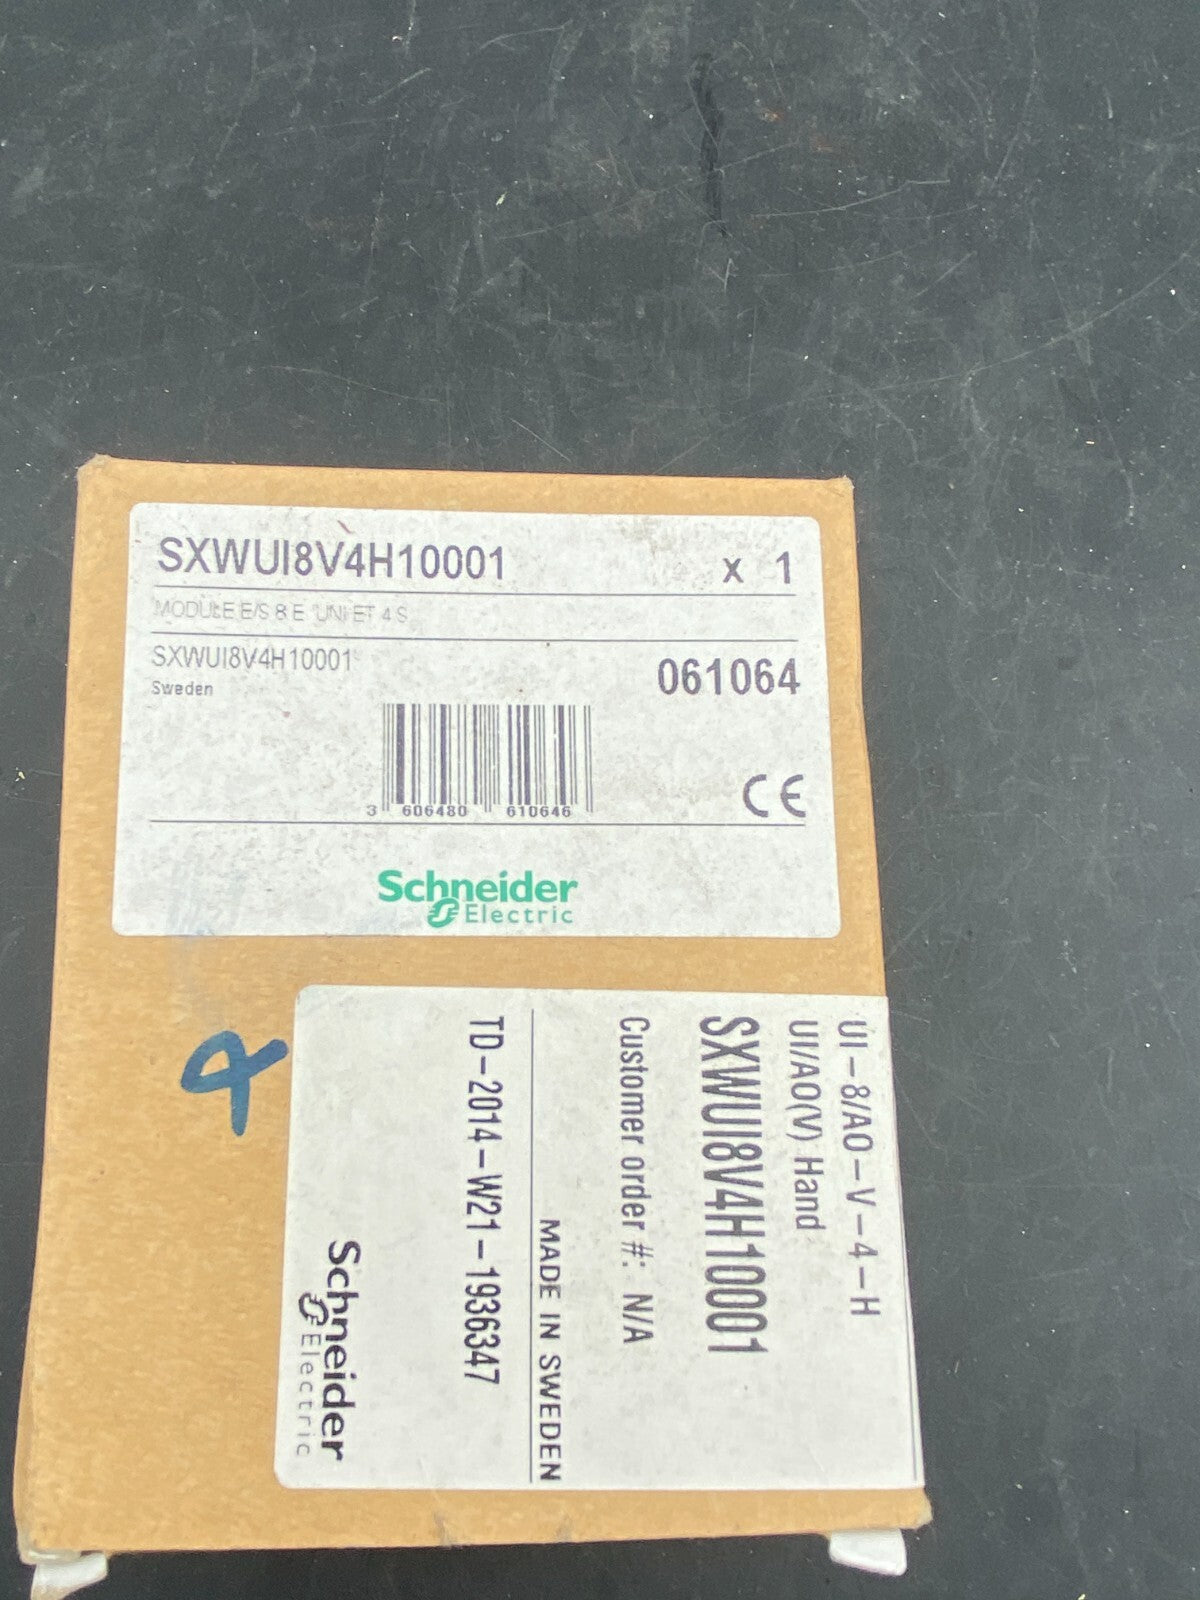 SXWUI8V4H10001 x 1
MODULE E/S 8 E UNI ET 4 S
SXWUI8V4H10001
Sweden
061064
3 606480 610646
CE
Schneider
Electric
UI-8/AO-V-4-H
UI/AO(V) Hand
SXWUI8V4H10001
Customer order #: N/A
MADE IN SWEDEN
TD-2014-W21-1936347
Schneider
Electric